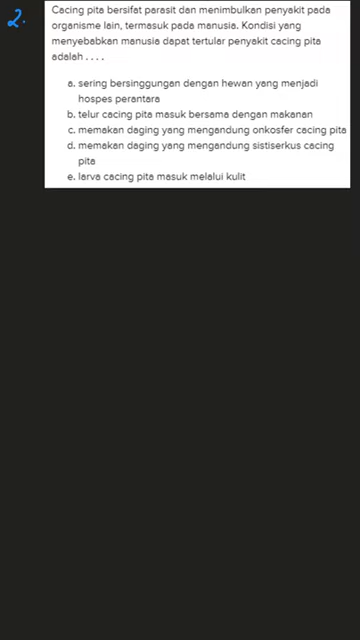 2.
Cacing pita bersifat parasit dan menimbulkan penyakit pada
organisme lain, termasuk pada manusia. Kondisi yang
menyebabkan manusia dapat tertular penyakit cacing pita
adalah . . . .
a. sering bersinggungan dengan hewan yang menjadi
hospes perantara
b. telur cacing pita masuk bersama dengan makanan
c. memakan daging yang mengandung onkosfer cacing pita
d. memakan daging yang mengandung sistiserkus cacing
pita
e. larva cacing pita masuk melalui kulit